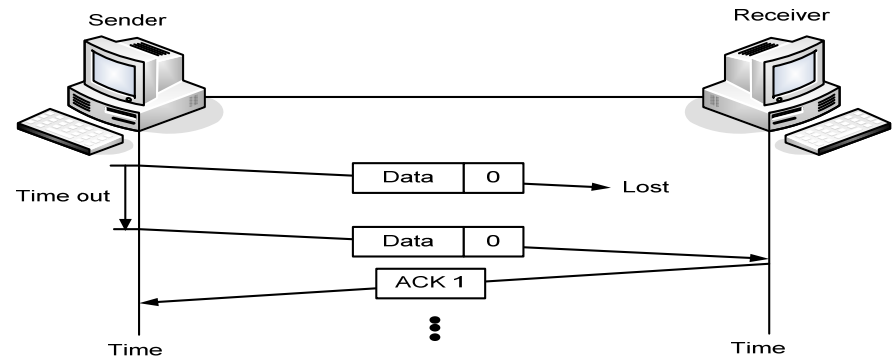 Sender
Receiver
Data 0
Lost
Time out
Data 0
ACK 1
Time
Time